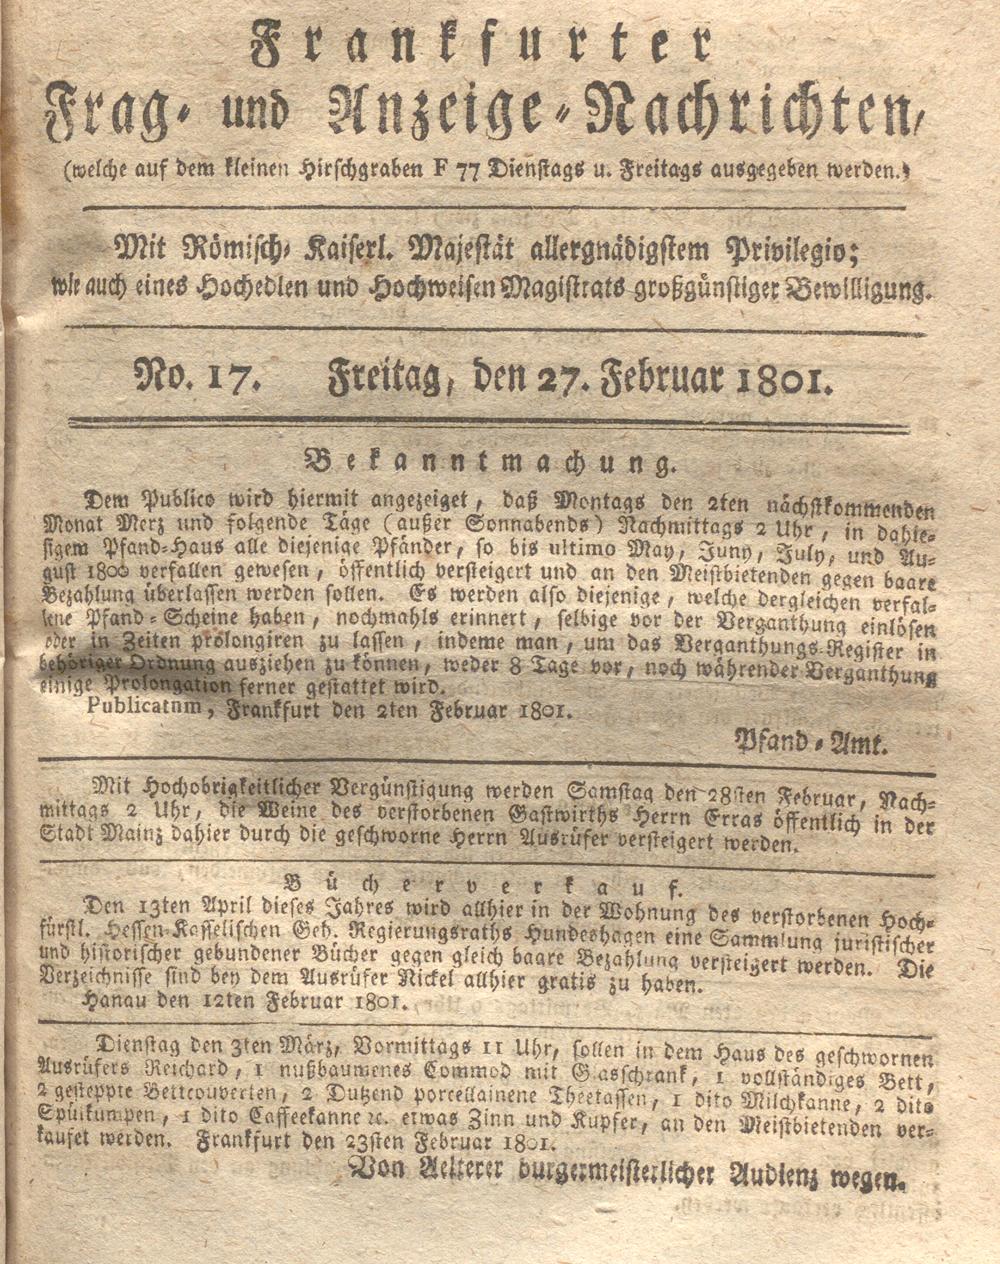 Frankfurter
Frag- und Anzeige-Nachrichten,
(welche auf dem kleinen Hirschgraben F 77 Dienstags u. Freitags ausgegeben werden.)
Mit Römisch- Kaiserl. Majestät allergnädigstem Privilegio;
wie auch eines Hochedlen und Hochweisen Magistrats großgünstiger Bewilligung.
No. 17. Freitag, den 27. Februar 1801.
Bekanntmachung.
Dem Publico wird hiermit angezeiget, daß Montags den 2ten nächstkommenden
Monat Merz und folgende Täge (außer Sonnabends) Nachmittags 2 Uhr, in dahie-
sigem Pfand-Haus alle diejenige Pfänder, so bis ultimo May, Juny, July, und Au-
gust 1800 verfallen gewesen, öffentlich versteigert und an den Meistbietenden gegen baare
Bezahlung überlassen werden sollen. Es werden also diejenige, welche dergleichen verfal-
lene Pfand-Scheine haben, nochmahls erinnert, selbige vor der Verganthung einlösen
oder in Zeiten prolongiren zu lassen, indeme man, um das Verganthungs-Register in
behöriger Ordnung ausziehen zu können, weder 8 Tage vor, noch währender Verganthung
einige Prolongation ferner gestattet wird.
Publicatum, Frankfurt den 2ten Februar 1801.
Pfand-Amt.
Mit Hochobrigkeitlicher Vergünstigung werden Samstag den 28sten Februar, Nach-
mittags 2 Uhr, die Weine des verstorbenen Gastwirths Herrn Erras öffentlich in der
Stadt Mainz dahier durch die geschworne Herrn Ausrüfer versteigert werden.
Bücherverkauf.
Den 13ten April dieses Jahres wird allhier in der Wohnung des verstorbenen Hoch-
fürstl. Hessen-Kasselischen Geh. Regierungsraths Hundeshagen eine Sammlung juristischer
und historischer gebundener Bücher gegen gleich baare Bezahlung versteigert werden. Die
Verzeichnisse sind bey dem Ausrüfer Nickel allhier gratis zu haben.
Hanau den 12ten Februar 1801.
Dienstag den 3ten März, Vormittags 11 Uhr, sollen in dem Haus des geschwornen
Ausrüfers Reichard, 1 nußbaumenes Commod mit Glasschrank, 1 vollständiges Bett,
2 gesteppte Bettcouverten, 2 Dutzend porcellainene Theetassen, 1 dito Milchkanne, 2 dito
Spülkumpen, 1 dito Caffeekanne ꝛc. etwas Zinn und Kupfer, an den Meistbietenden ver-
kaufet werden. Frankfurt den 23sten Februar 1801.
Von Aelterer burgermeisterlicher Audienz wegen.